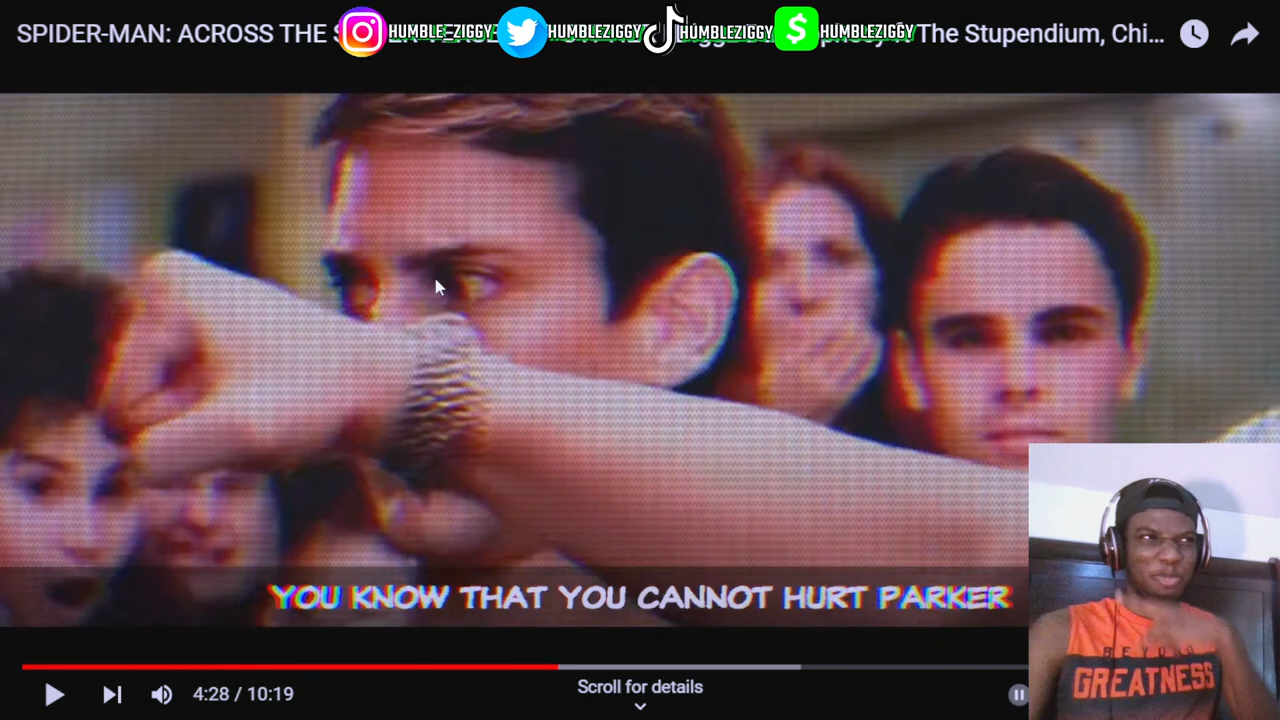 SPIDER-MAN: ACROSS THE
The Stupendium, Chi...
HUMBLE_ZIGGY
HUMBLEZIGGY
HUMBLEZIGGY
HUMBLEZIGGY
YOU KNOW THAT YOU CANNOT HURT PARKER
4:28 / 10:19
Scroll for details
BEYOND
GREATNESS